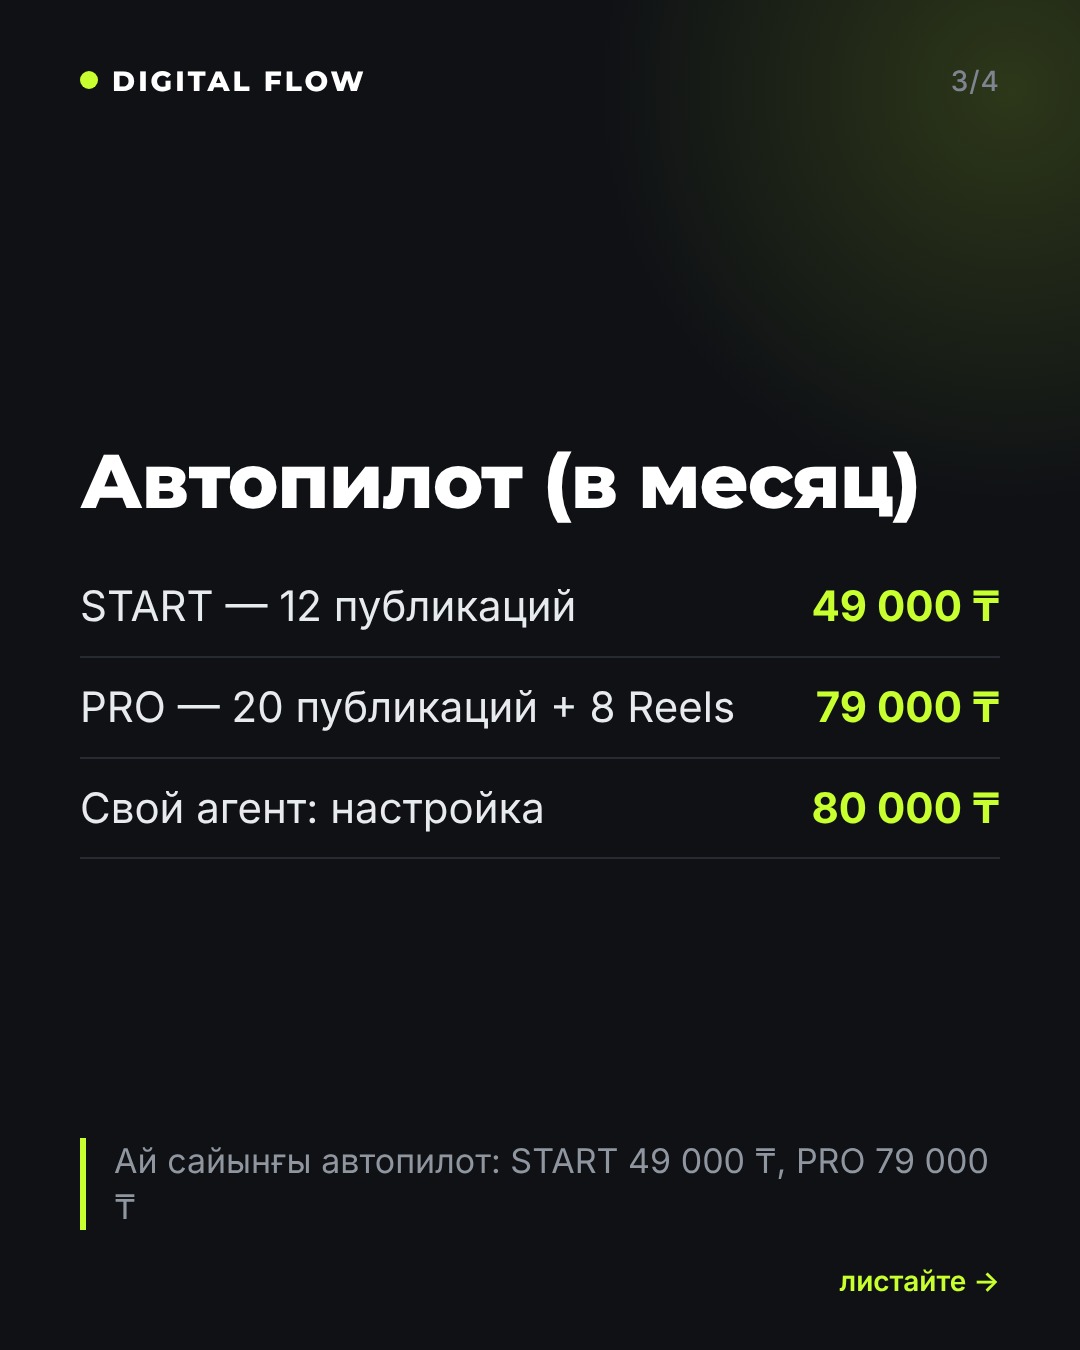 DIGITAL FLOW
3/4
Автопилот (в месяц)
START — 12 публикаций 49 000 ₸
PRO — 20 публикаций + 8 Reels 79 000 ₸
Свой агент: настройка 80 000 ₸
Ай сайынғы автопилот: START 49 000 ₸, PRO 79 000
₸
листайте →